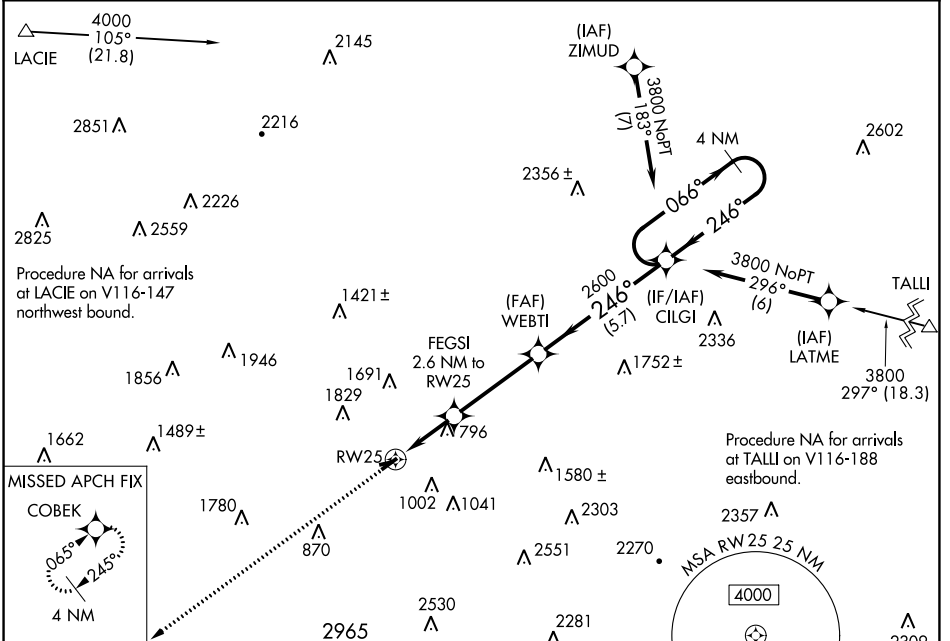 4000
105°
(21.8)
LACIE
2145
(IAF)
ZIMUD
3800 NoPT
183°
(7)
2851
2216
4 NM
2602
2356 ±
066°
246°
2226
2825
2559
Procedure NA for arrivals
at LACIE on V116-147
northwest bound.
3800 NoPT
296°
(6)
TALLI
2600
246°
(5.7)
(IF/IAF)
CILGI
1421 ±
(FAF)
WEBTI
(IAF)
LATME
2336
FEGSI
2.6 NM to
RW25
1946
1856
1691
1752 ±
3800
297° (18.3)
1829
1662
1489 ±
796
RW25
Procedure NA for arrivals
at TALLI on V116-188
eastbound.
1580 ±
MISSED APCH FIX
COBEK
065°
245°
4 NM
1780
870
1002
1041
2303
2357
2551
2270
MSA RW25 25 NM
4000
2530
2965
2281